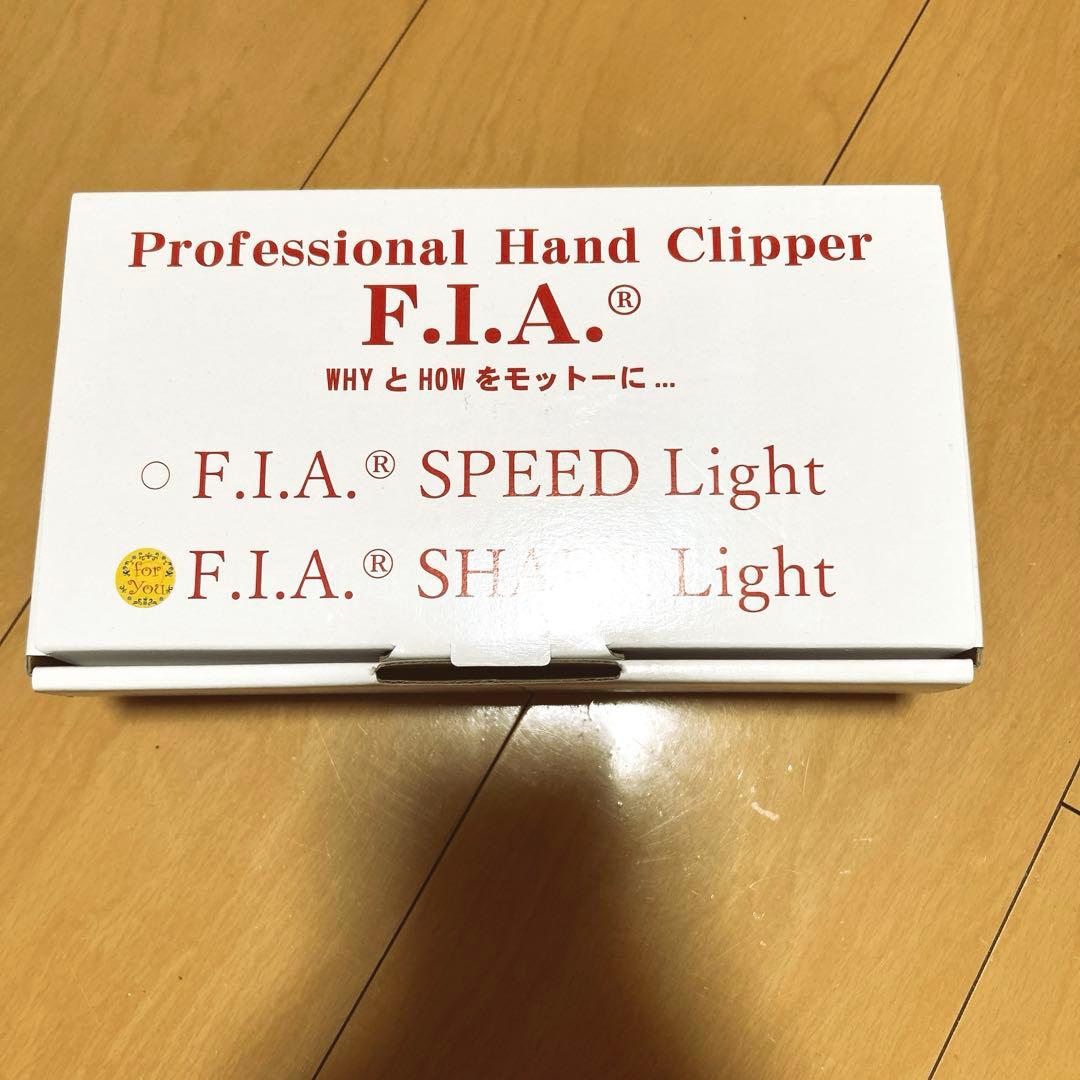 Professional Hand Clipper
F.I.A.®
WHY と HOW をモットーに...
F.I.A.® SPEED Light
for you
F.I.A.® Light